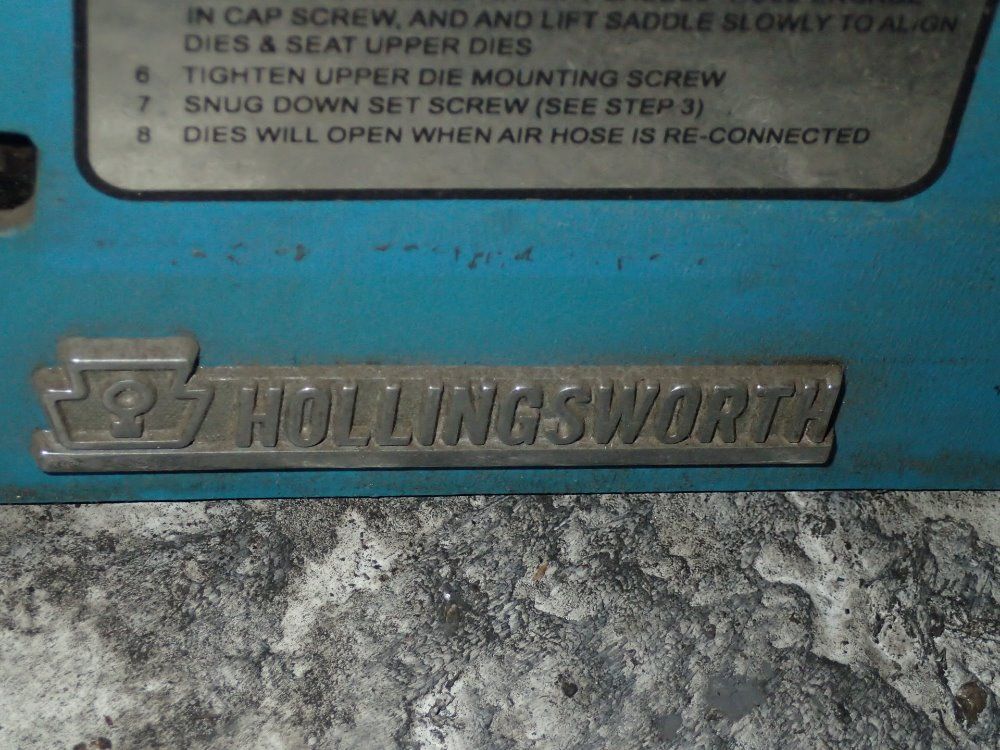 IN CAP SCREW, AND AND LIFT SADDLE SLOWLY TO ALIGN
DIES & SEAT UPPER DIES
6 TIGHTEN UPPER DIE MOUNTING SCREW
7 SNUG DOWN SET SCREW (SEE STEP 3)
8 DIES WILL OPEN WHEN AIR HOSE IS RE-CONNECTED
HOLLINGSWORTH